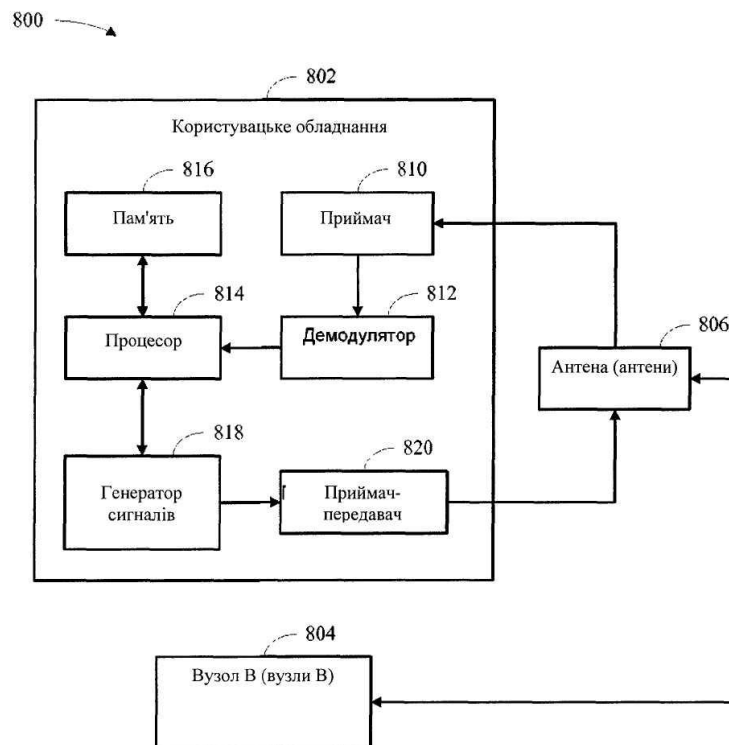 800
802
Користувацьке обладнання
816
810
Пам'ять
Приймач
814
812
Процесор
Демодулятор
806
Антена (антени)
818
820
Генератор
сигналів
Приймач-
передавач
804
Вузол В (вузли В)